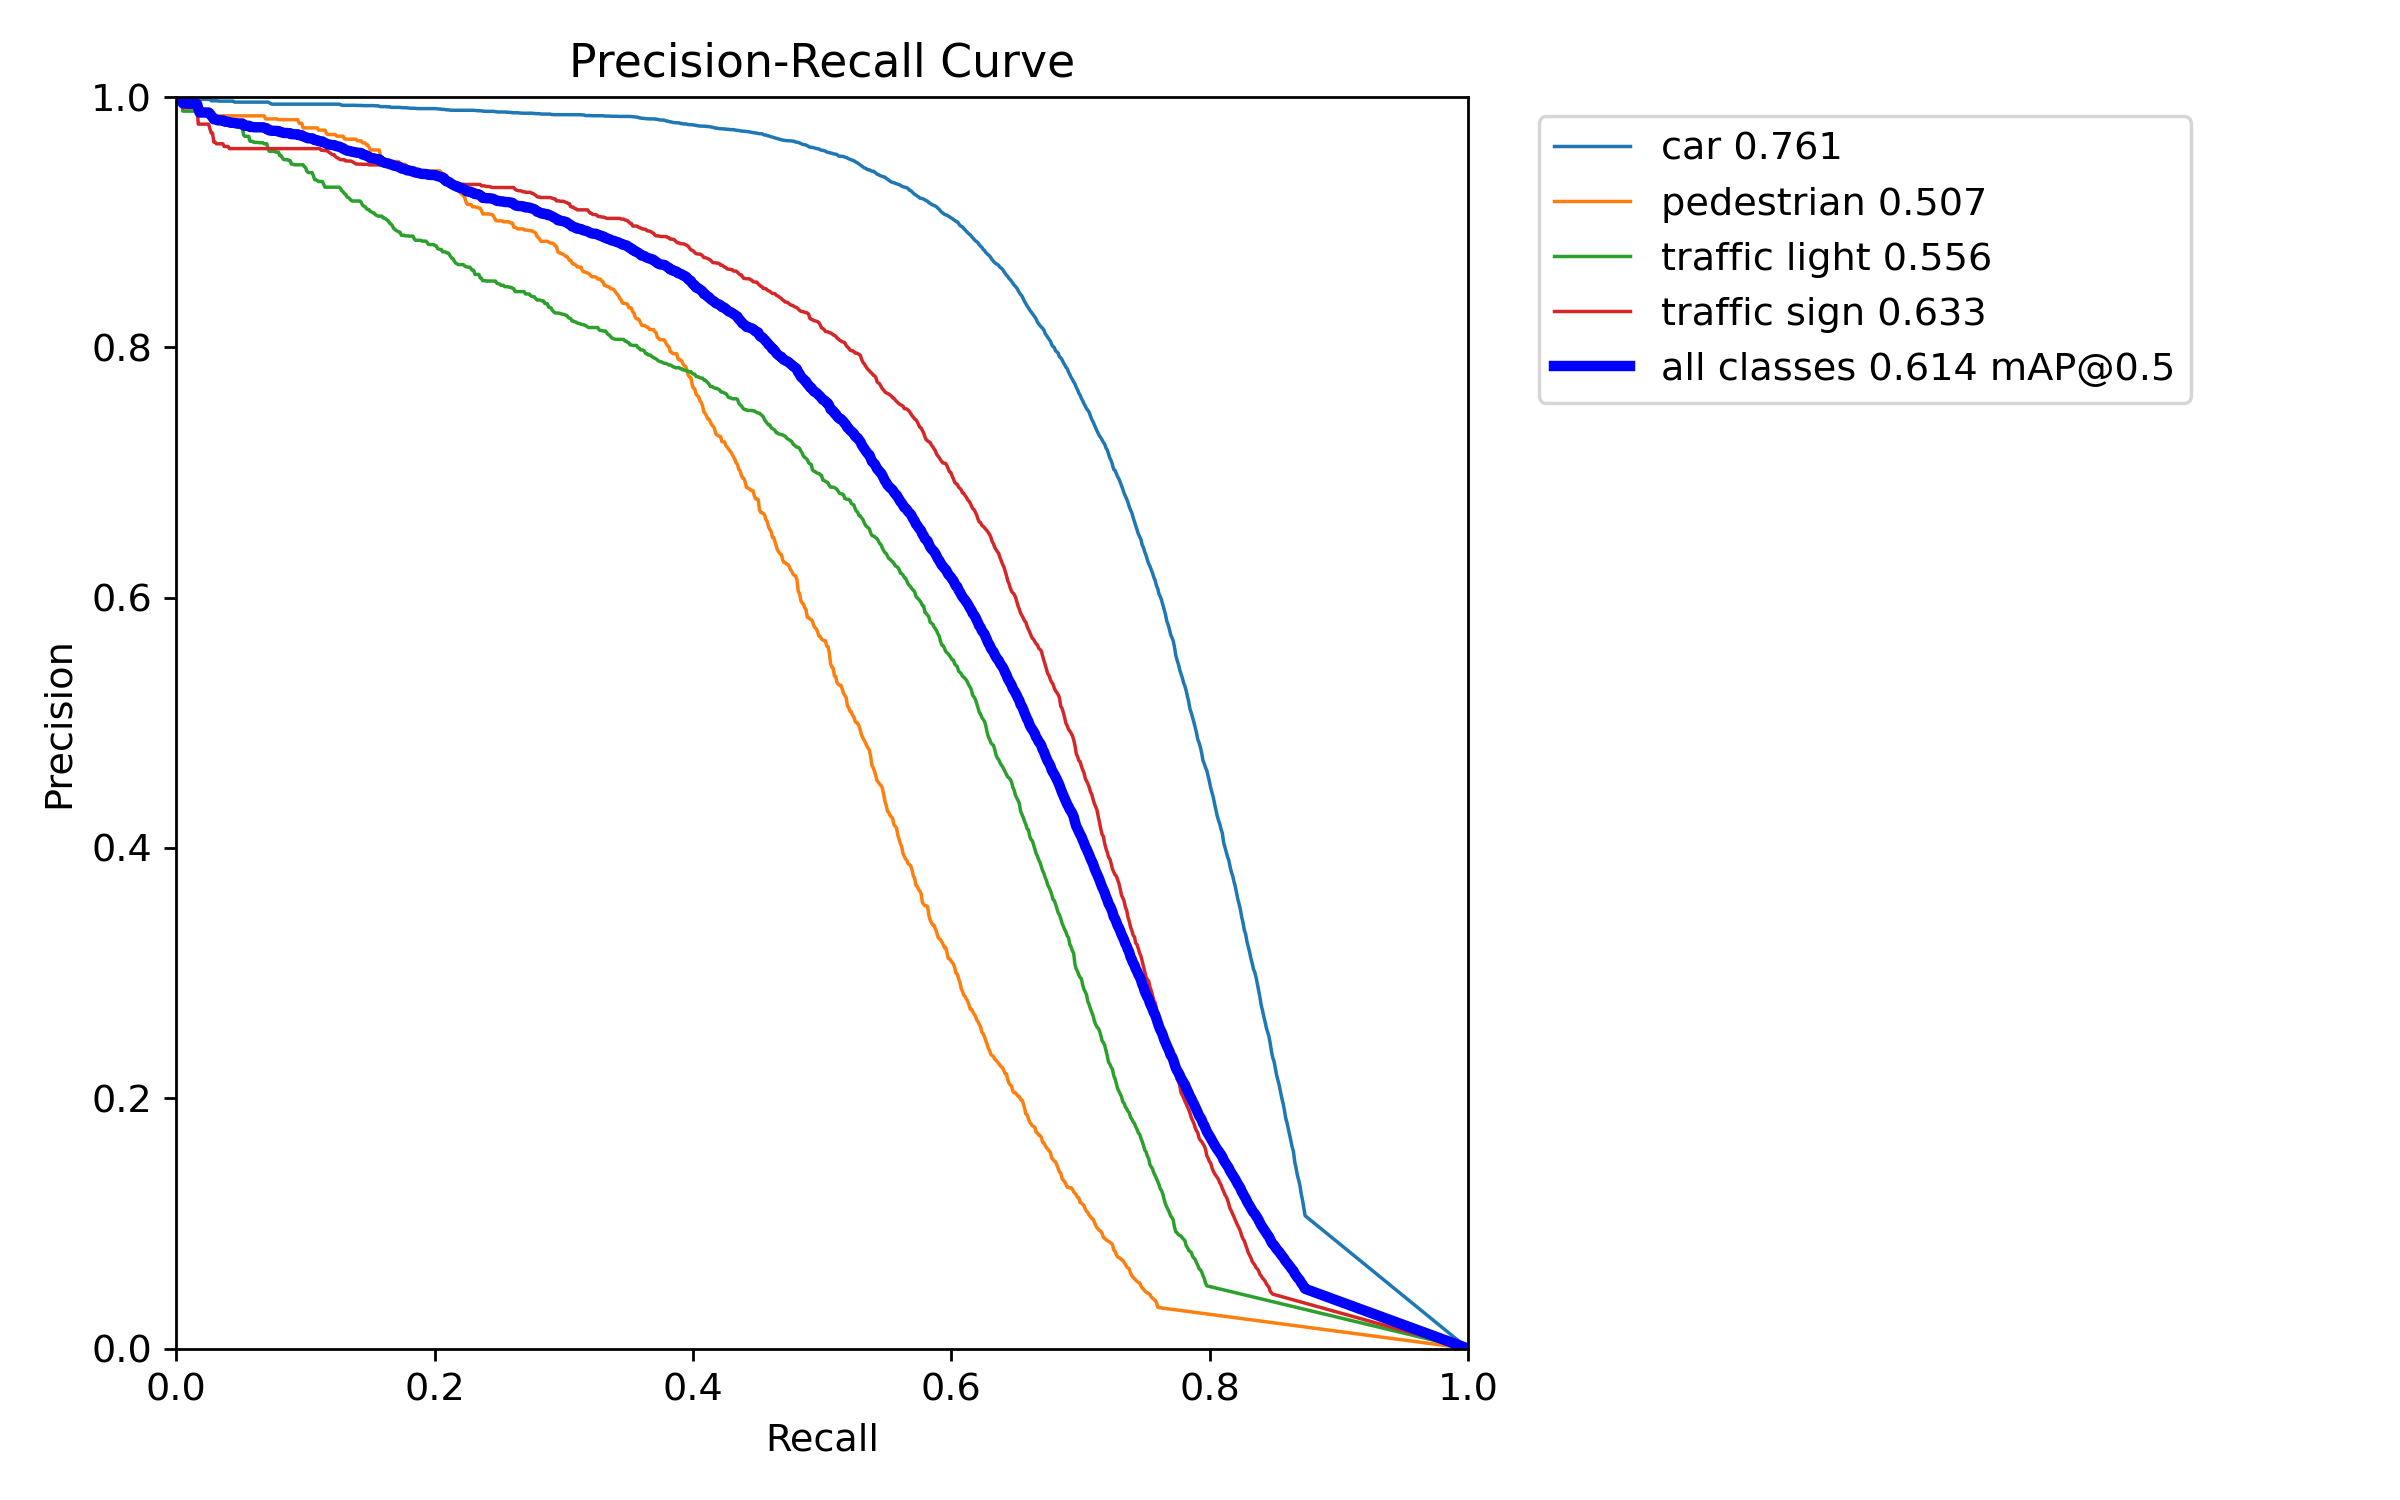 Precision-Recall Curve
1.0
0.8
0.6
0.4
0.2
0.0
Precision
0.0 0.2 0.4 0.6 0.8 1.0
Recall
car 0.761
pedestrian 0.507
traffic light 0.556
traffic sign 0.633
all classes 0.614 mAP@0.5